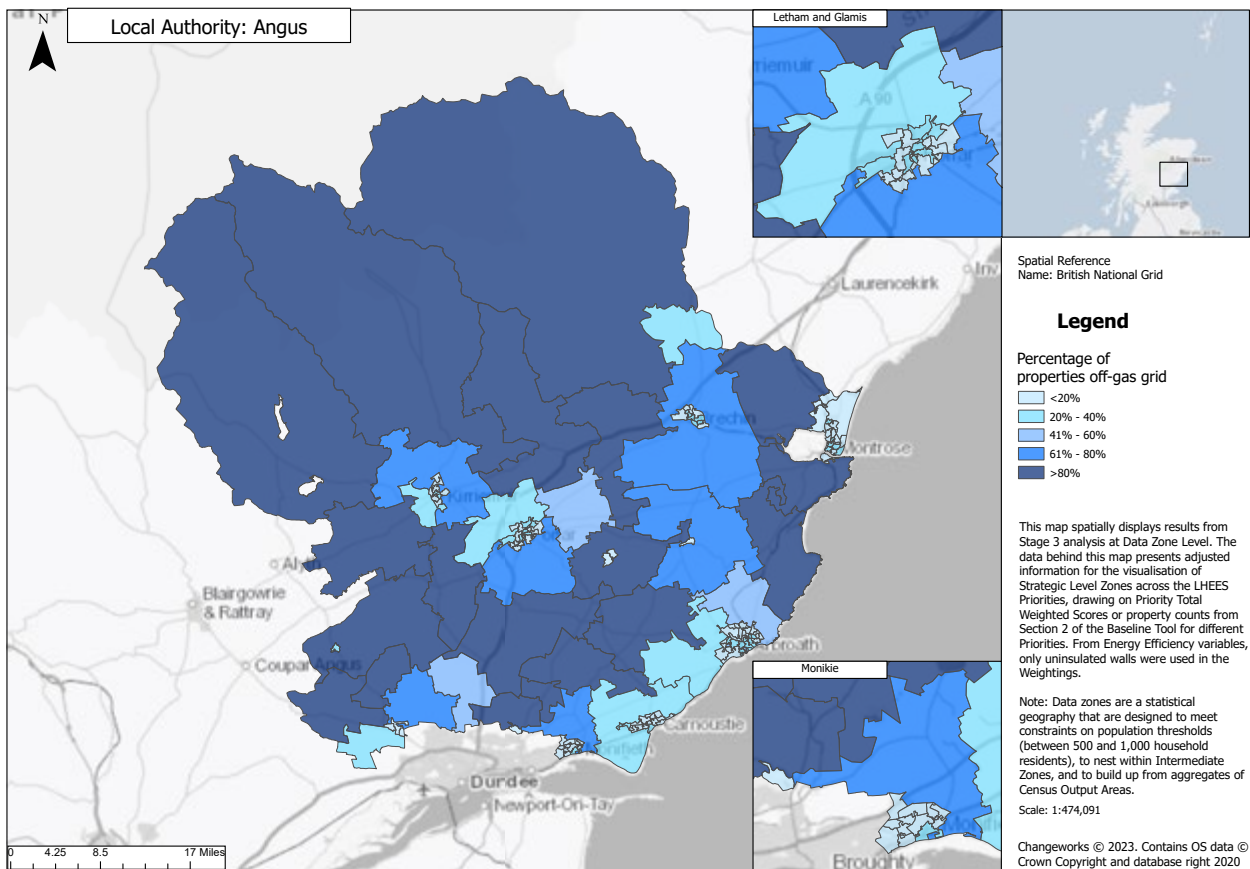 N
Local Authority: Angus
Letham and Glamis
A 90
Laurencekirk
Inv
Brechin
Montrose
Alyth
Blairgowrie
& Rattray
Coupar Angus
Arbroath
Carnoustie
Monifieth
Dundee
Newport-On-Tay
0 4.25 8.5 17 Miles
Monikie
Broughty
Spatial Reference
Name: British National Grid
Legend
Percentage of
properties off-gas grid
<20%
20% - 40%
41% - 60%
61% - 80%
>80%
This map spatially displays results from
Stage 3 analysis at Data Zone Level. The
data behind this map presents adjusted
information for the visualisation of
Strategic Level Zones across the LHEES
Priorities, drawing on Priority Total
Weighted Scores or property counts from
Section 2 of the Baseline Tool for different
Priorities. From Energy Efficiency variables,
only uninsulated walls were used in the
Weightings.
Note: Data zones are a statistical
geography that are designed to meet
constraints on population thresholds
(between 500 and 1,000 household
residents), to nest within Intermediate
Zones, and to build up from aggregates of
Census Output Areas.
Scale: 1:474,091
Changeworks © 2023. Contains OS data ©
Crown Copyright and database right 2020